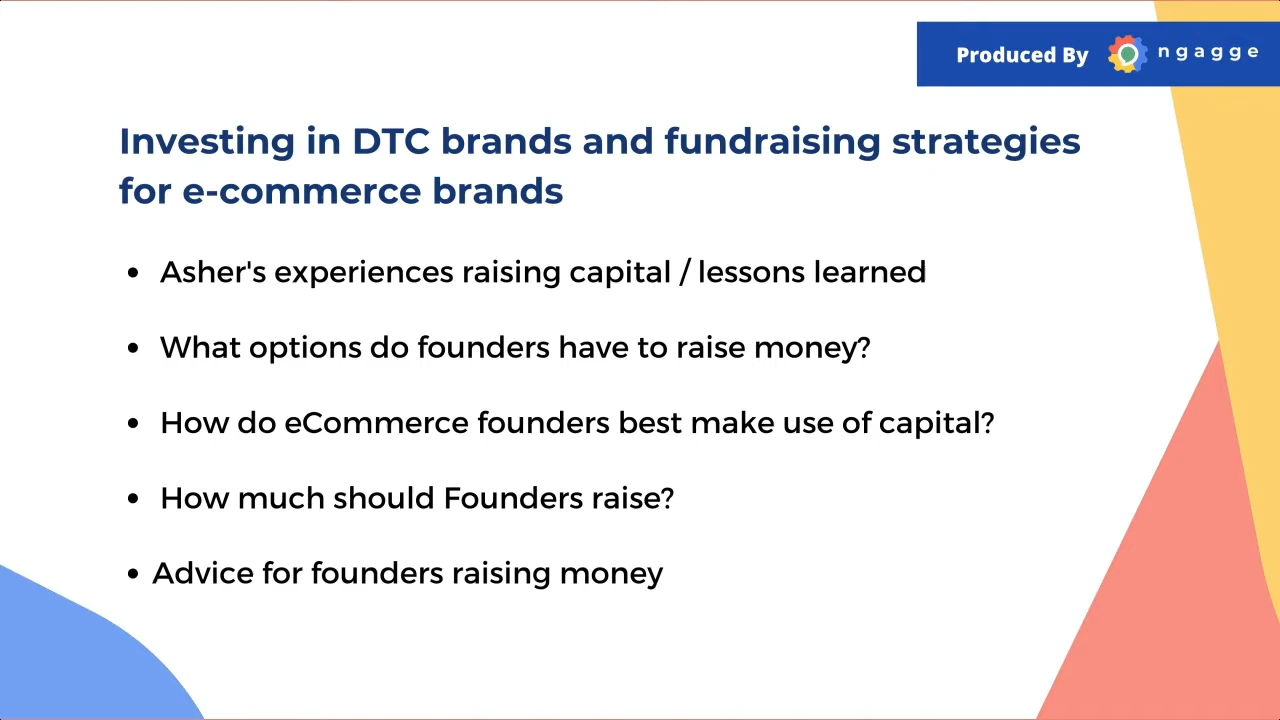 Produced By ngagge
Investing in DTC brands and fundraising strategies
for e-commerce brands
• Asher's experiences raising capital / lessons learned
• What options do founders have to raise money?
• How do eCommerce founders best make use of capital?
• How much should Founders raise?
• Advice for founders raising money